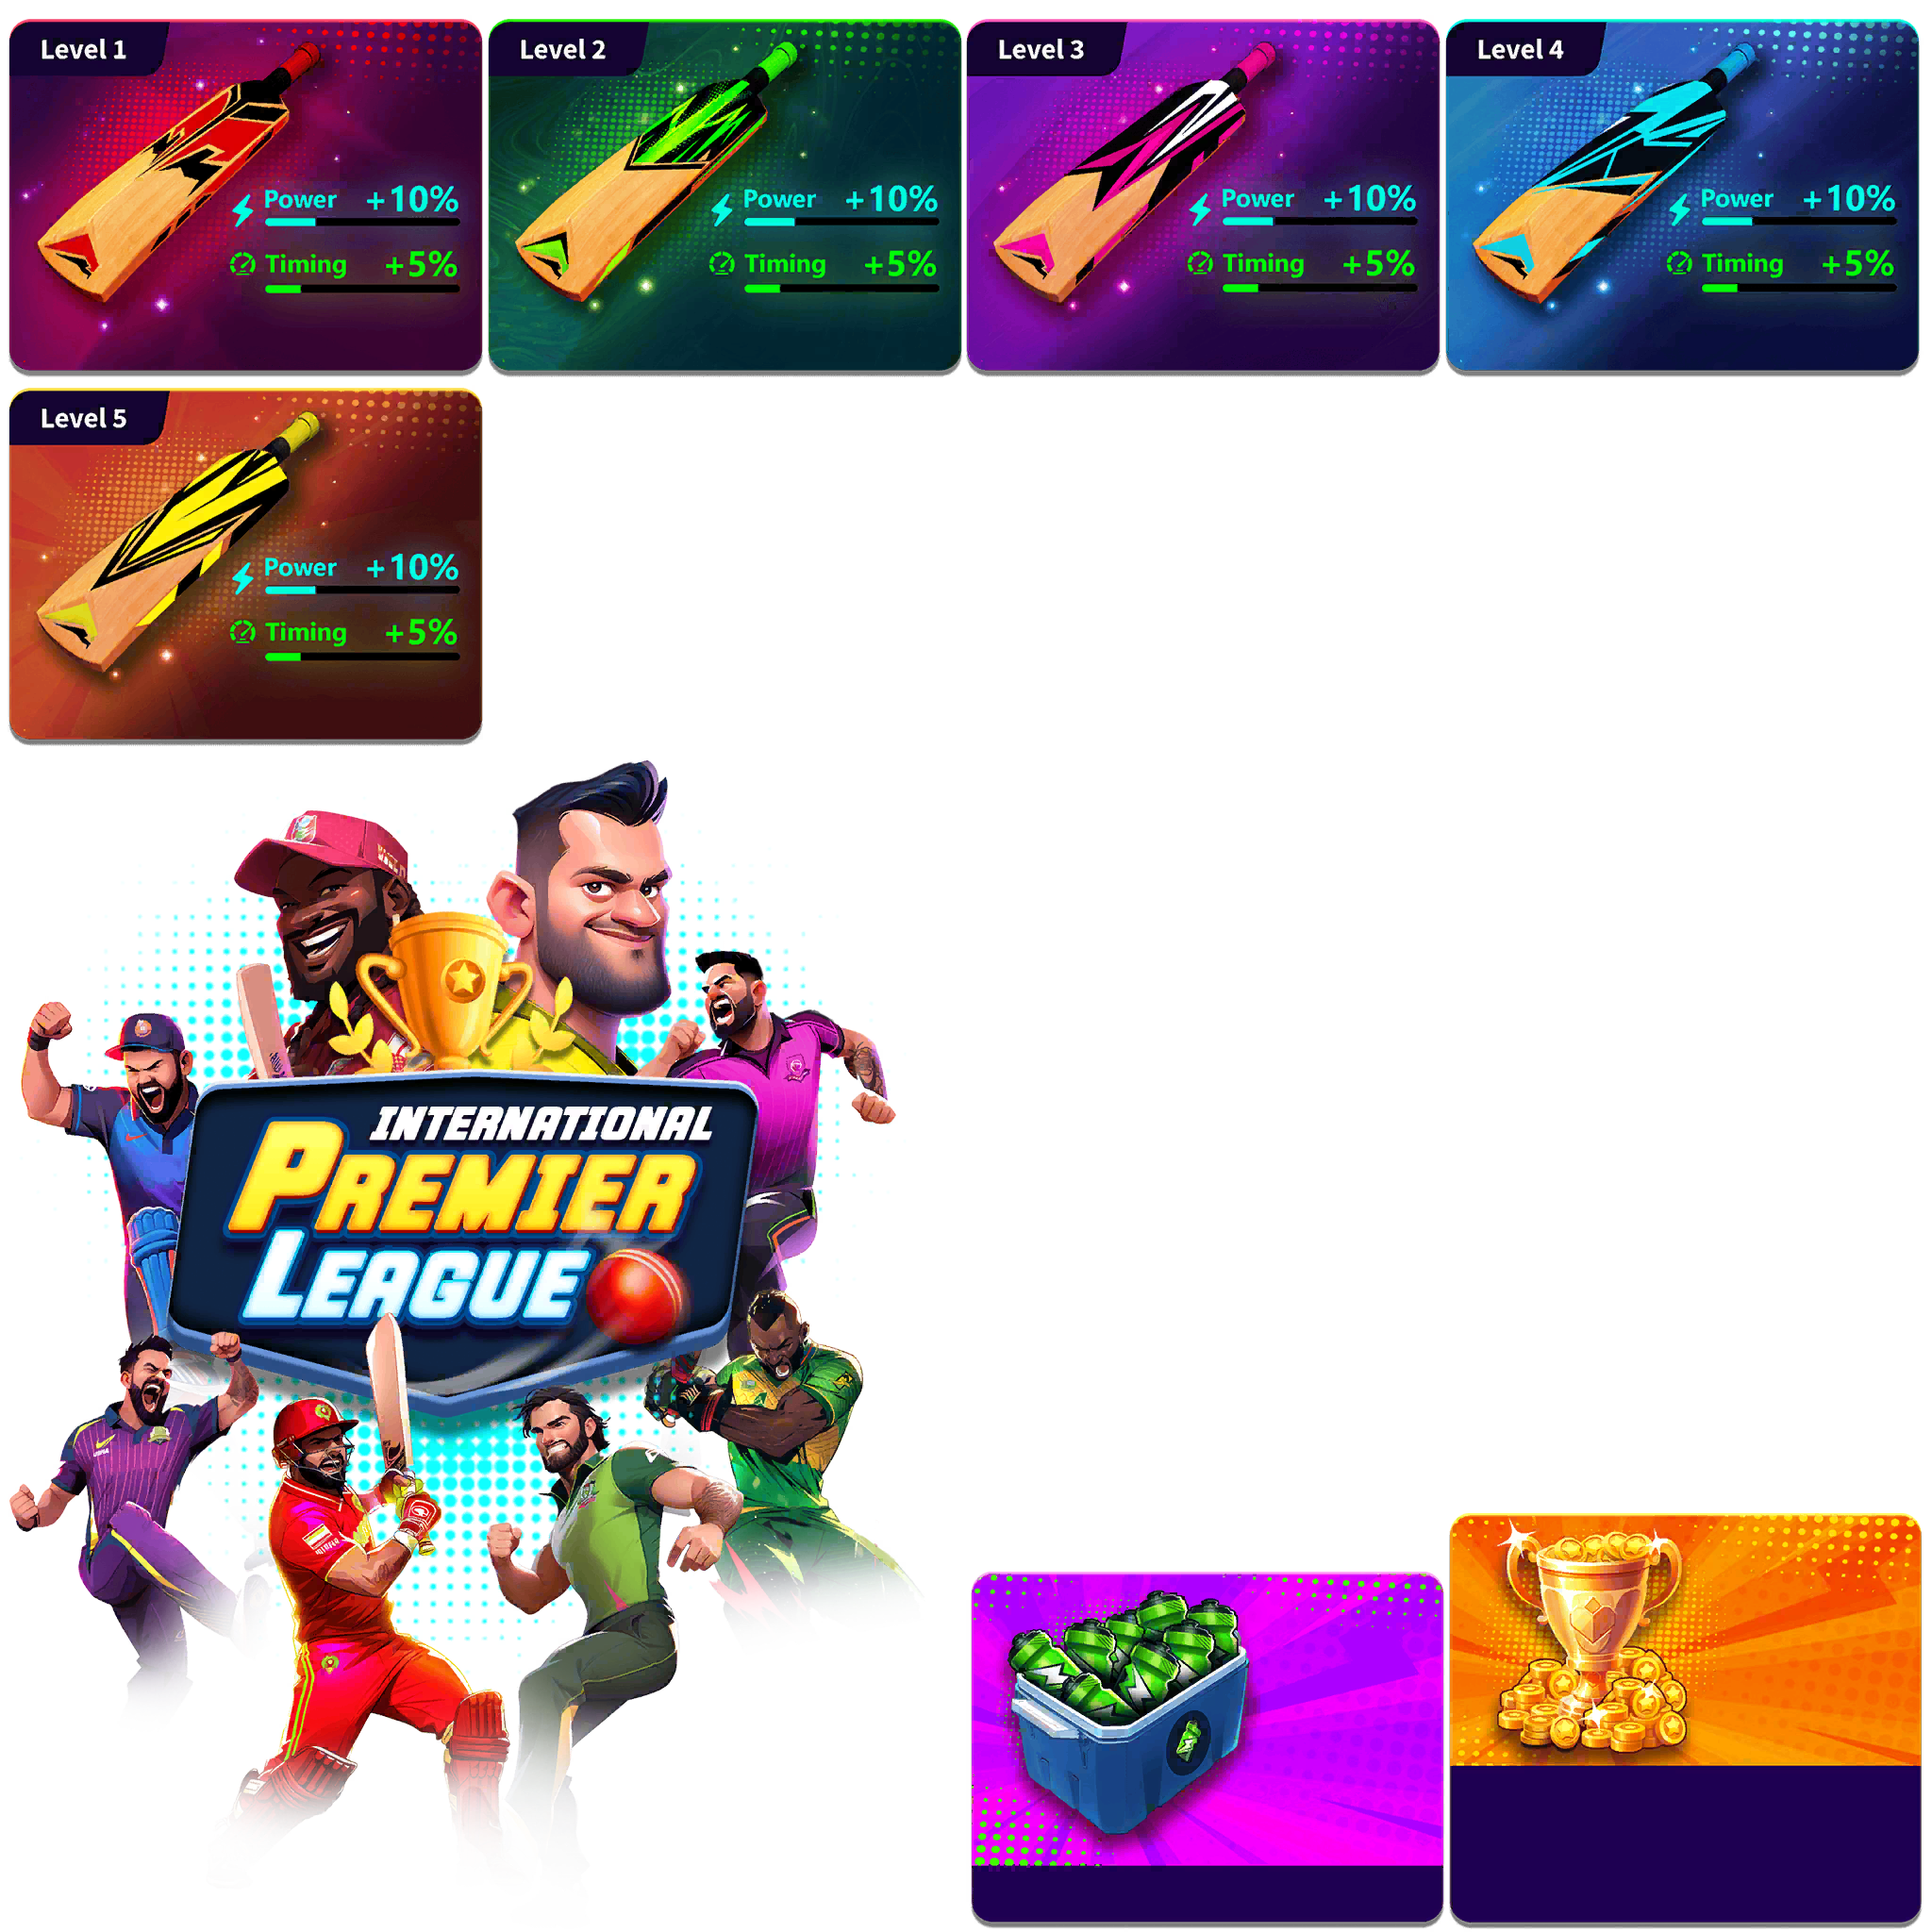 Level 1
Power +10%
Timing +5%
Level 2
Power +10%
Timing +5%
Level 3
Power +10%
Timing +5%
Level 4
Power +10%
Timing +5%
Level 5
Power +10%
Timing +5%
INTERNATIONAL
PREMIER
LEAGUE